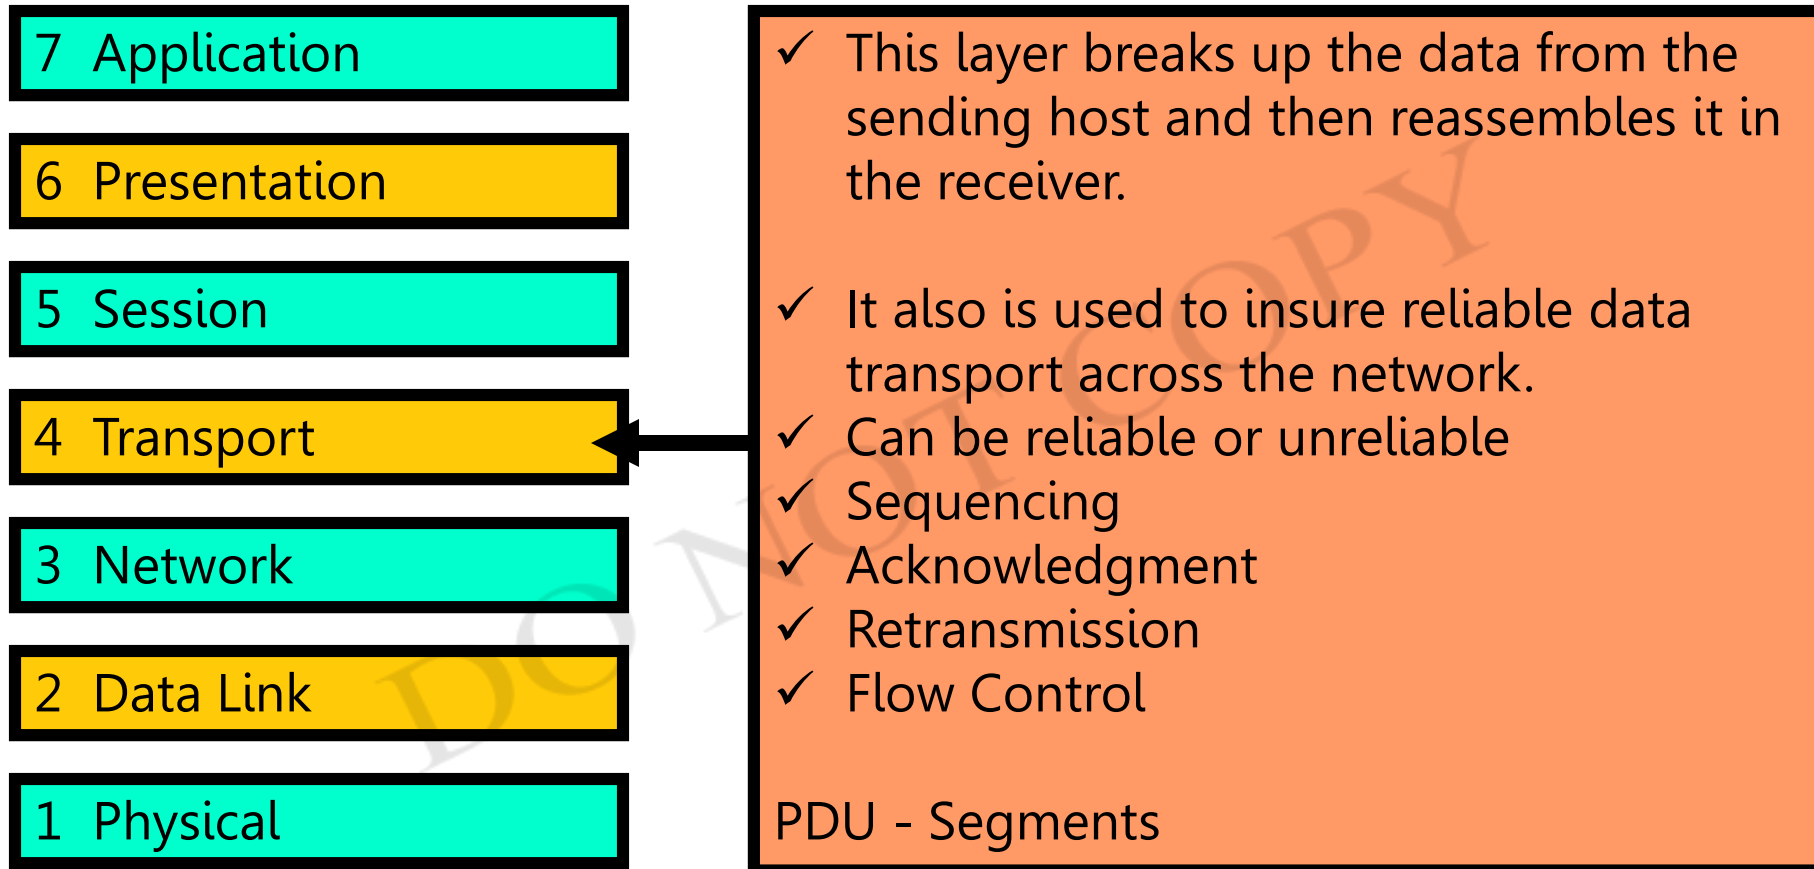 7 Application
6 Presentation
5 Session
4 Transport
3 Network
2 Data Link
1 Physical
✓ This layer breaks up the data from the
sending host and then reassembles it in
the receiver.
✓ It also is used to insure reliable data
transport across the network.
✓ Can be reliable or unreliable
✓ Sequencing
✓ Acknowledgment
✓ Retransmission
✓ Flow Control
PDU - Segments
DO NOT COPY